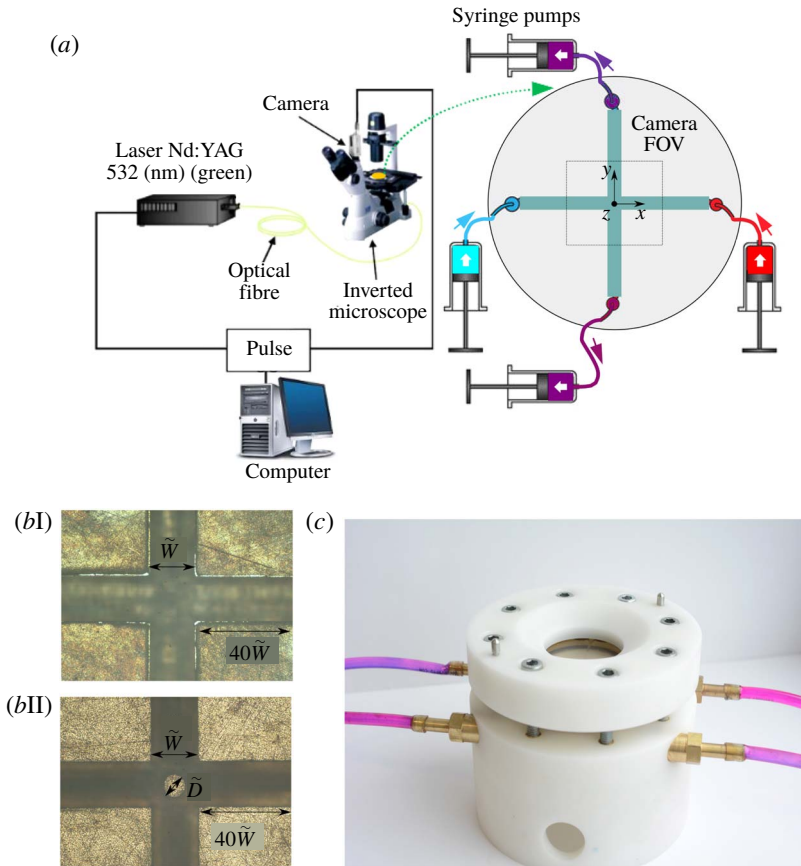 (a)
Syringe pumps
Camera
Laser Nd:YAG
532 (nm) (green)
Camera
FOV
y
z
x
Optical
fibre
Inverted
microscope
Pulse
Computer
(bI)
W̃
40W̃
(bII)
W̃
D̃
40W̃
(c)